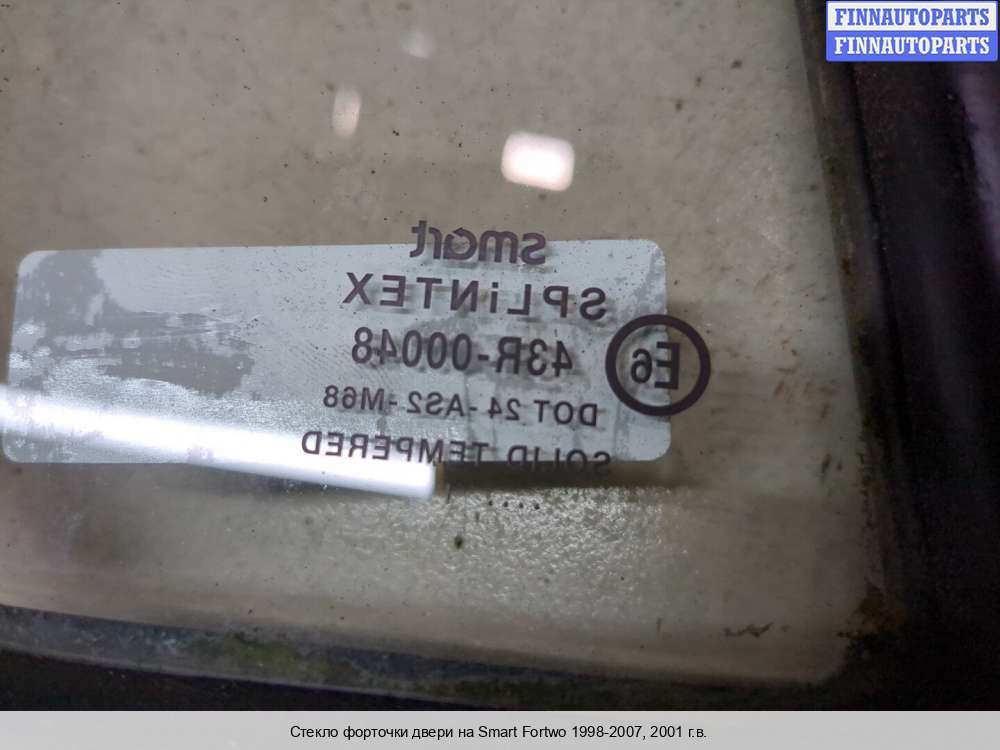 FINNAUTOPARTS
FINNAUTOPARTS
smart
SPLiNTEX
43R-00048
E6
DOT 24 -AS2-M68
SOLID TEMPERED
....
Стекло форточки двери на Smart Fortwo 1998-2007, 2001 г.в.